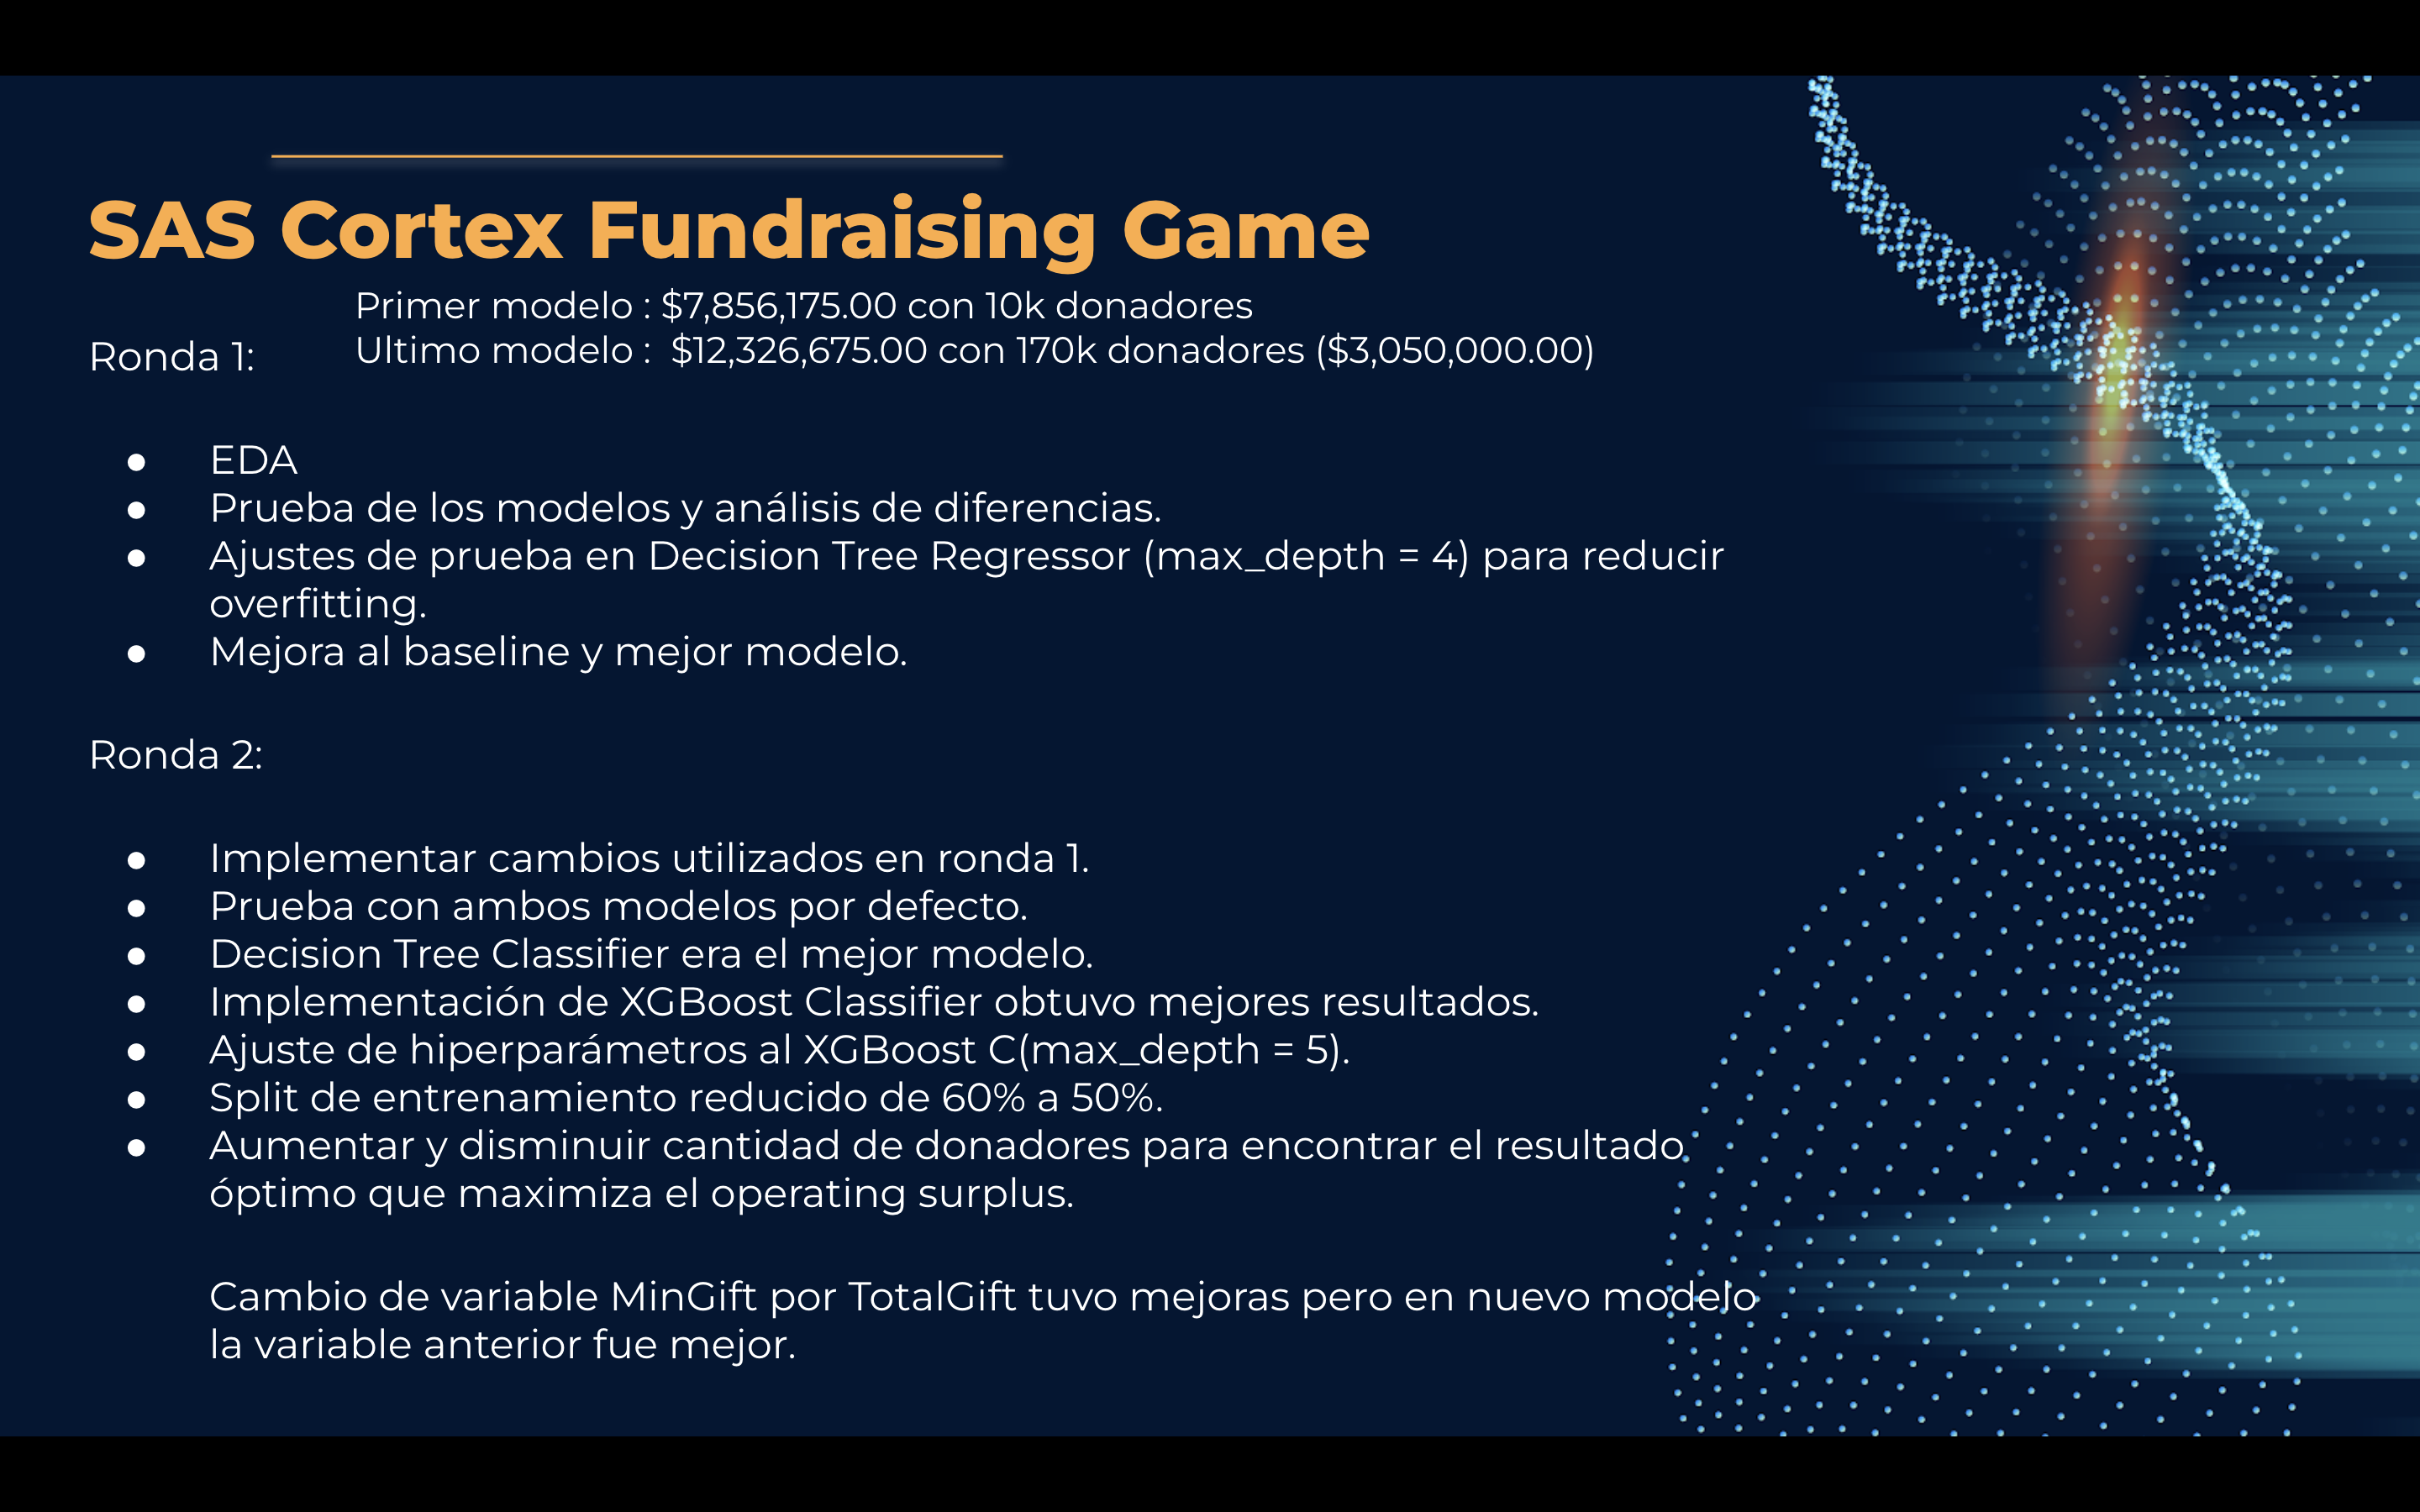 SAS Cortex Fundraising Game
Primer modelo : $7,856,175.00 con 10k donadores
Ultimo modelo :  $12,326,675.00 con 170k donadores ($3,050,000.00)
Ronda 1:
● EDA
● Prueba de los modelos y análisis de diferencias.
● Ajustes de prueba en Decision Tree Regressor (max_depth = 4) para reducir
overfitting.
● Mejora al baseline y mejor modelo.
Ronda 2:
● Implementar cambios utilizados en ronda 1.
● Prueba con ambos modelos por defecto.
● Decision Tree Classifier era el mejor modelo.
● Implementación de XGBoost Classifier obtuvo mejores resultados.
● Ajuste de hiperparámetros al XGBoost C(max_depth = 5).
● Split de entrenamiento reducido de 60% a 50%.
● Aumentar y disminuir cantidad de donadores para encontrar el resultado
óptimo que maximiza el operating surplus.
Cambio de variable MinGift por TotalGift tuvo mejoras pero en nuevo modelo
la variable anterior fue mejor.